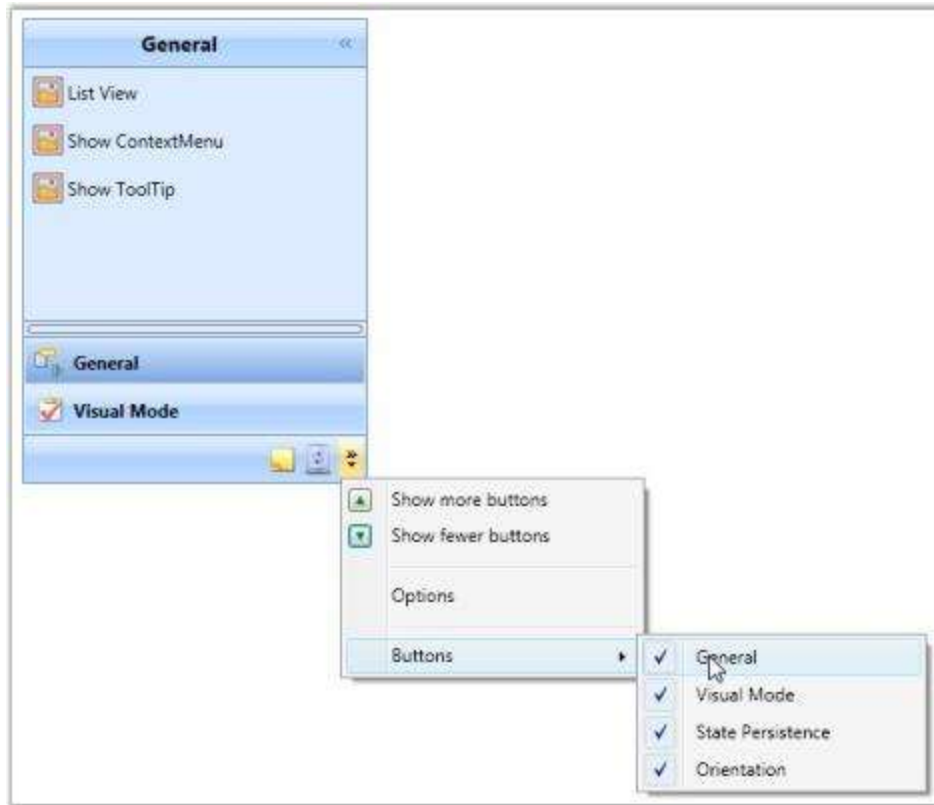 General
List View
Show ContextMenu
Show ToolTip
General
Visual Mode
Show more buttons
Show fewer buttons
Options
Buttons
General
Visual Mode
State Persistence
Orientation